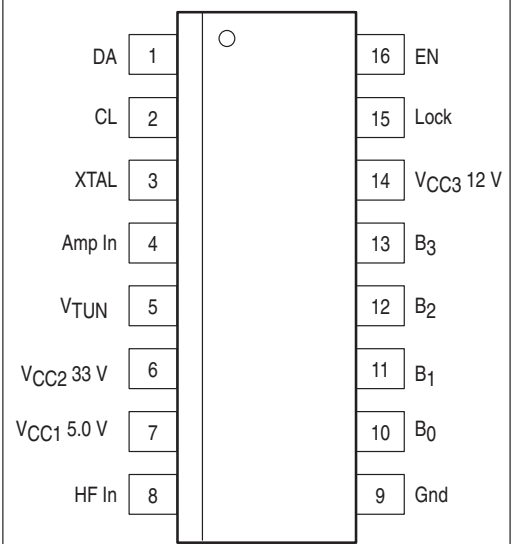 DA 1 16 EN
CL 2 15 Lock
XTAL 3 14 VCC3 12 V
Amp In 4 13 B3
VTUN 5 12 B2
VCC2 33 V 6 11 B1
VCC1 5.0 V 7 10 B0
HF In 8 9 Gnd